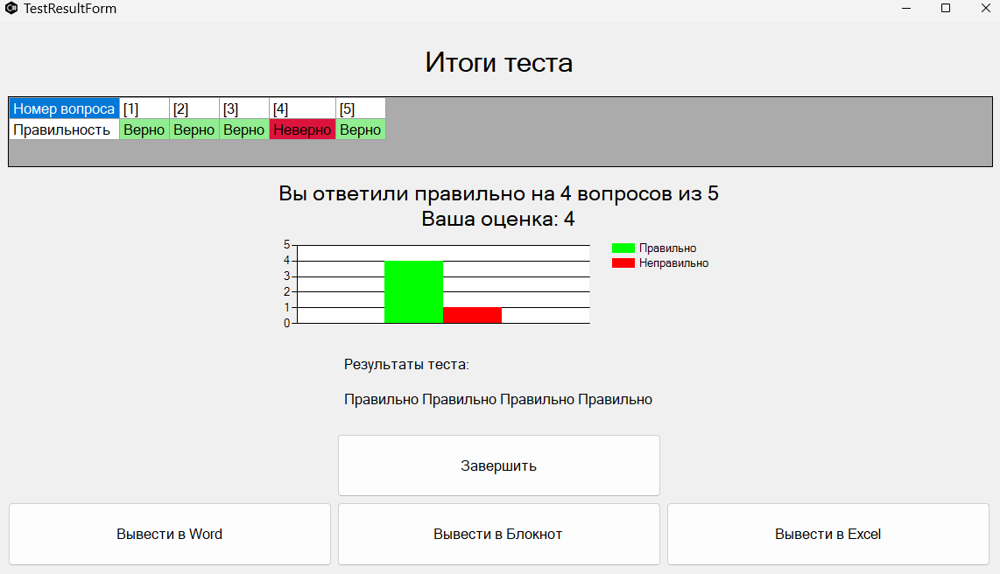 TestResultForm
Итоги теста
Номер вопроса [1] [2] [3] [4] [5]
Правильность Верно Верно Верно Неверно Верно
Вы ответили правильно на 4 вопросов из 5
Ваша оценка: 4
5
4
3
2
1
0
Правильно
Неправильно
Результаты теста:
Правильно Правильно Правильно Правильно
Завершить
Вывести в Word Вывести в Блокнот Вывести в Excel